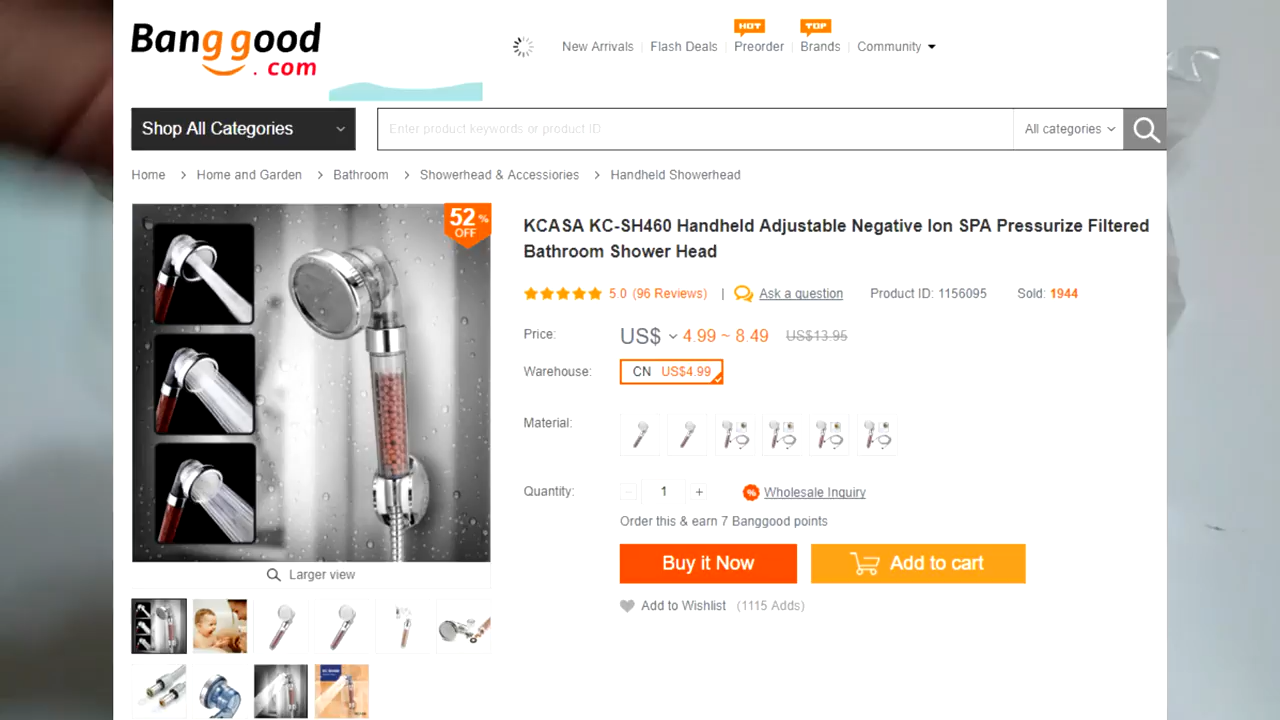 Banggood
.com
New Arrivals
Flash Deals
HOT
Preorder
TOP
Brands
Community
Shop All Categories
Enter product keywords or product ID
All categories
Home > Home and Garden > Bathroom > Showerhead & Accessiories > Handheld Showerhead
52%
OFF
KCASA KC-SH460 Handheld Adjustable Negative Ion SPA Pressurize Filtered
Bathroom Shower Head
5.0 (96 Reviews) | Ask a question Product ID: 1156095 Sold: 1944
Price: US$ 4.99 ~ 8.49 US$13.95
Warehouse: CN US$4.99
Material:
Quantity: - 1 + % Wholesale Inquiry
Order this & earn 7 Banggood points
Buy it Now
Add to cart
Larger view
Add to Wishlist (1115 Adds)